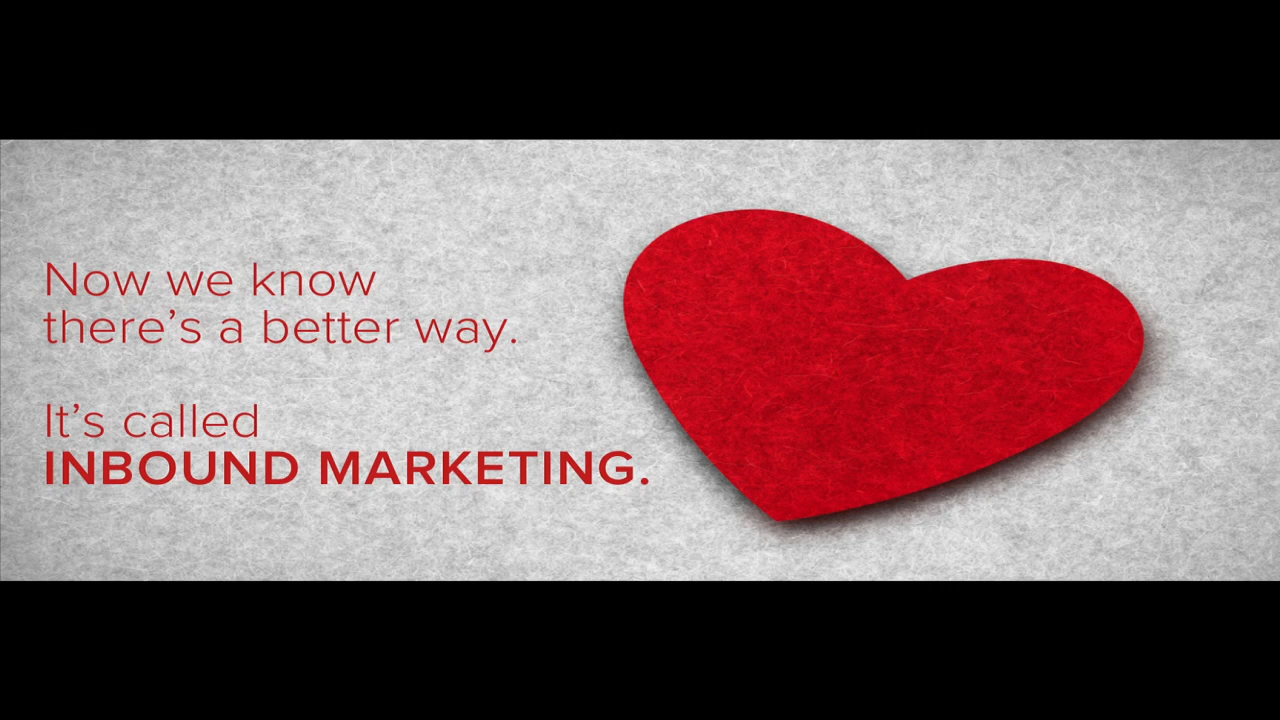 Now we know
there’s a better way.
It’s called
INBOUND MARKETING.